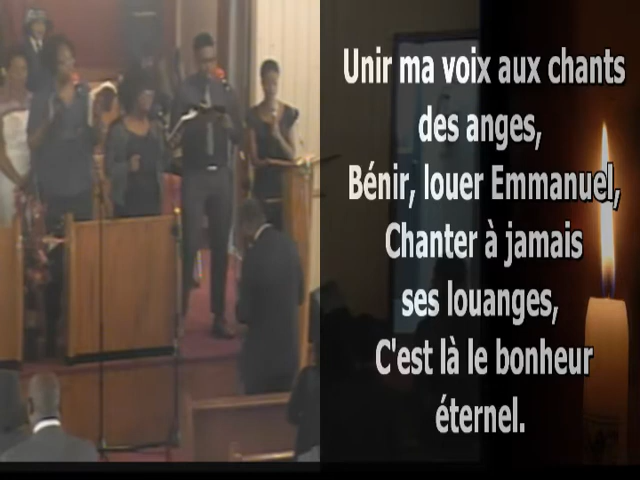 Unir ma voix aux chants
des anges,
Bénir, louer Emmanuel,
Chanter à jamais
ses louanges,
C'est là le bonheur
éternel.